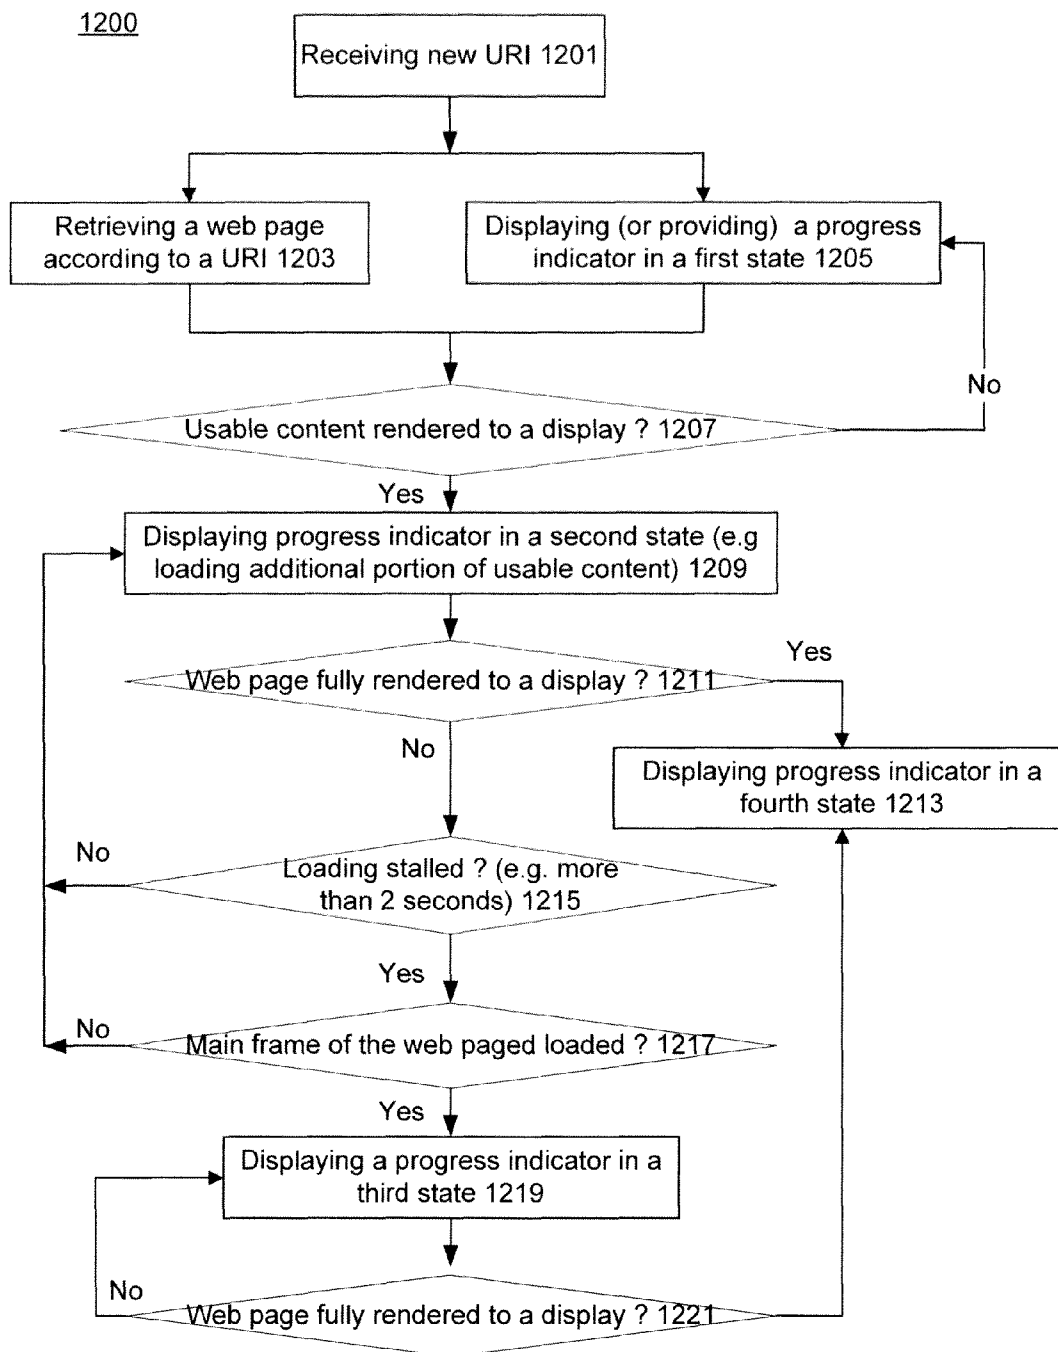 1200
Receiving new URI 1201
Retrieving a web page
according to a URI 1203
Displaying (or providing) a progress
indicator in a first state 1205
No
Usable content rendered to a display ? 1207
Yes
Displaying progress indicator in a second state (e.g
loading additional portion of usable content) 1209
Yes
Web page fully rendered to a display ? 1211
No
Displaying progress indicator in a
fourth state 1213
No
Loading stalled ? (e.g. more
than 2 seconds) 1215
Yes
No
Main frame of the web paged loaded ? 1217
Yes
Displaying a progress indicator in a
third state 1219
No
Web page fully rendered to a display ? 1221